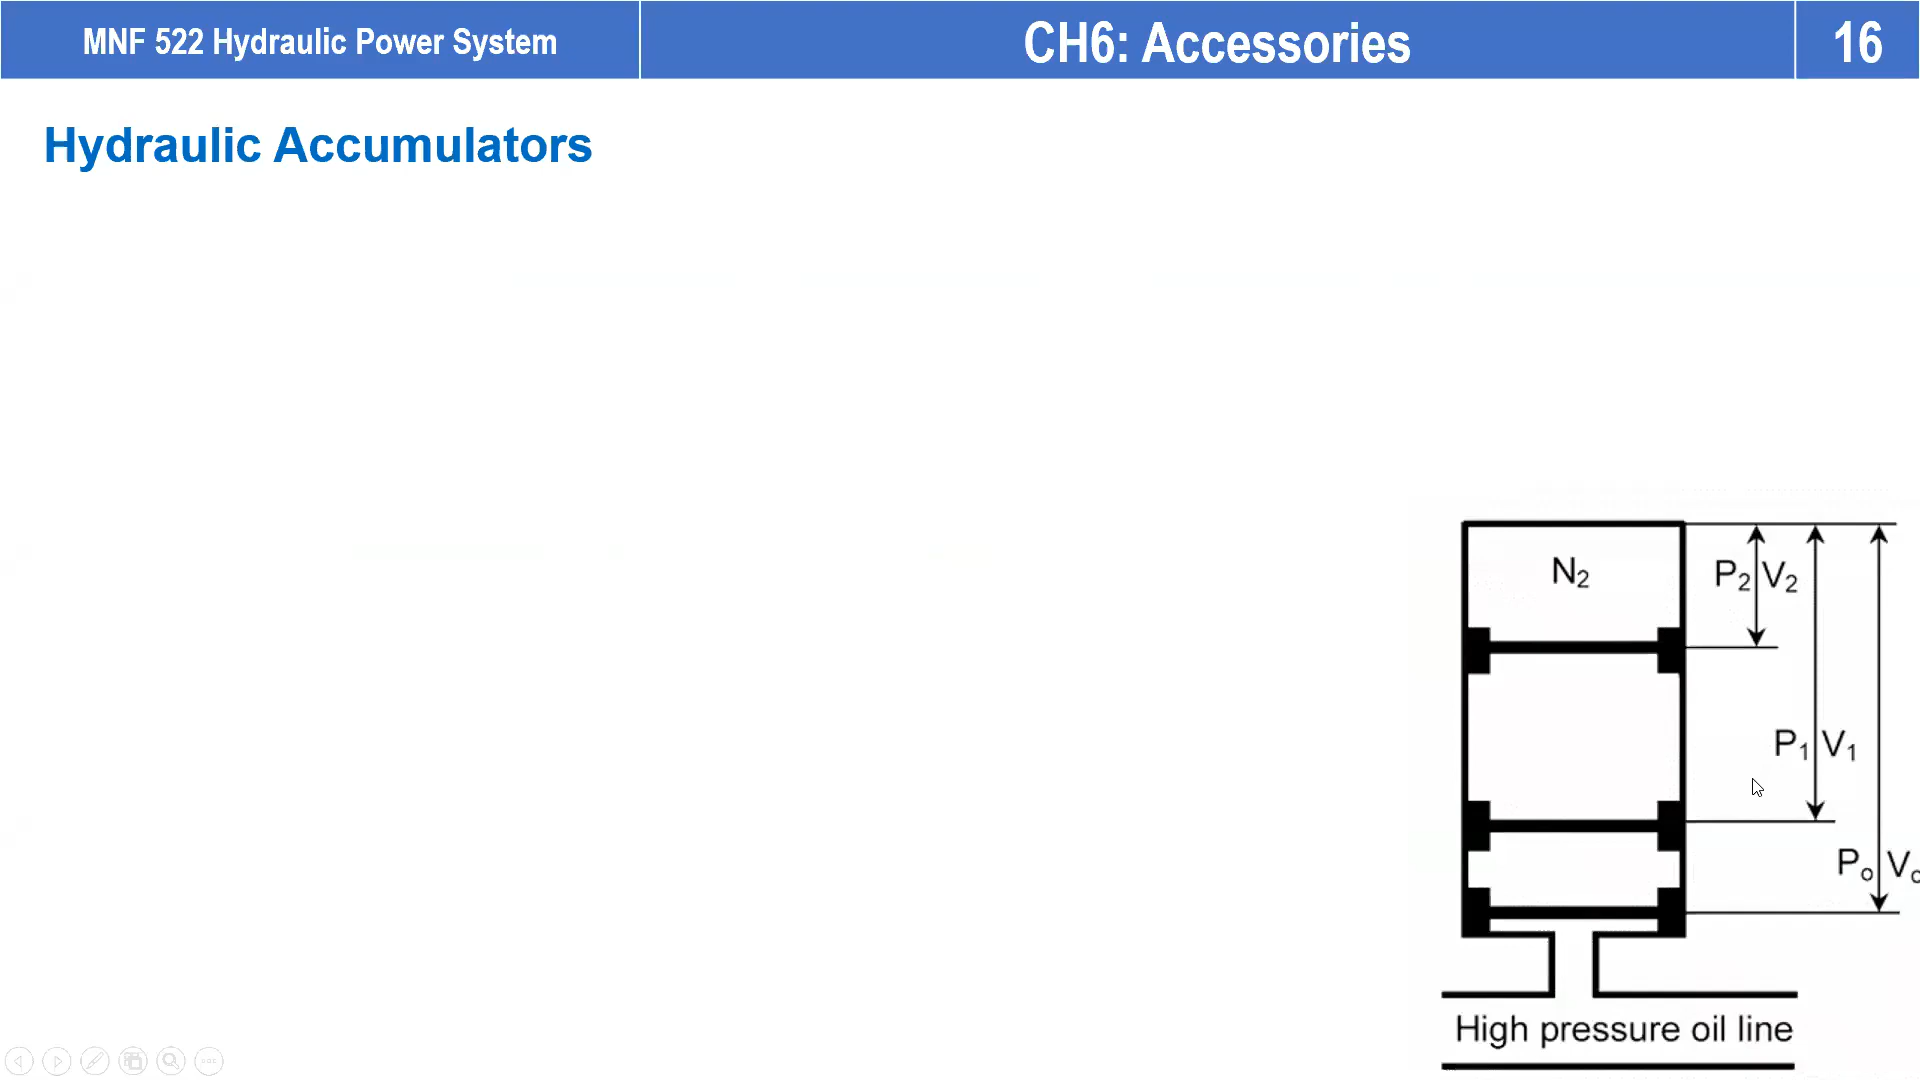 MNF 522 Hydraulic Power System
CH6: Accessories
16
Hydraulic Accumulators
N₂
P₂ V₂
P₁ V₁
Pₒ Vₒ
High pressure oil line